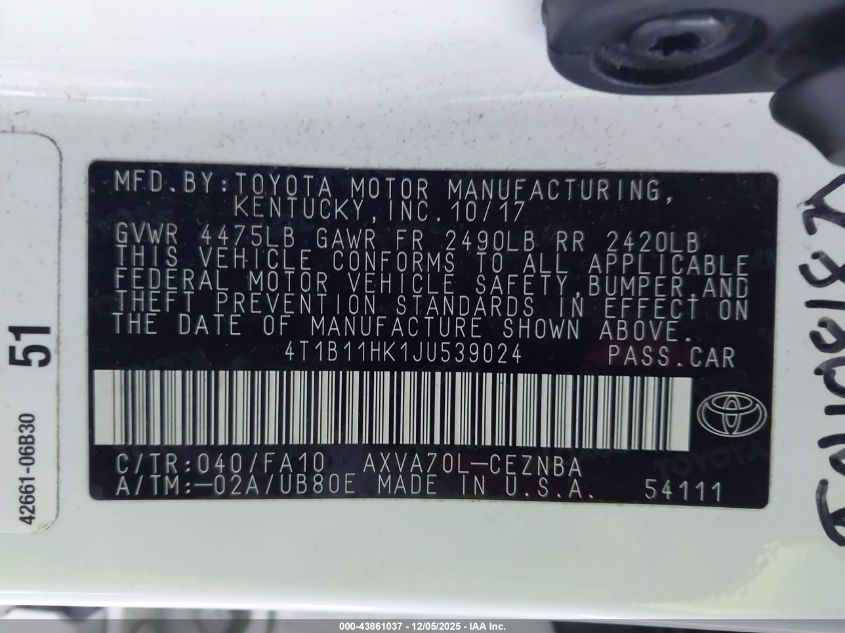 MFD.BY:TOYOTA MOTOR MANUFACTURING,
KENTUCKY,INC.10/17
GVWR 4475LB GAWR FR 2490LB RR 2420LB
THIS VEHICLE CONFORMS TO ALL APPLICABLE
FEDERAL MOTOR VEHICLE SAFETY,BUMPER,AND
THEFT PREVENTION STANDARDS IN EFFECT ON
THE DATE OF MANUFACTURE SHOWN ABOVE.
4T1B11HK1JU539024 PASS.CAR
C/TR:040/FA10 AXVA70L-CEZNBA
A/TM:-02A/UB80E MADE IN U.S.A. 54111
51
42661-06B30
000-43861037 - 12/05/2025 - IAA Inc.